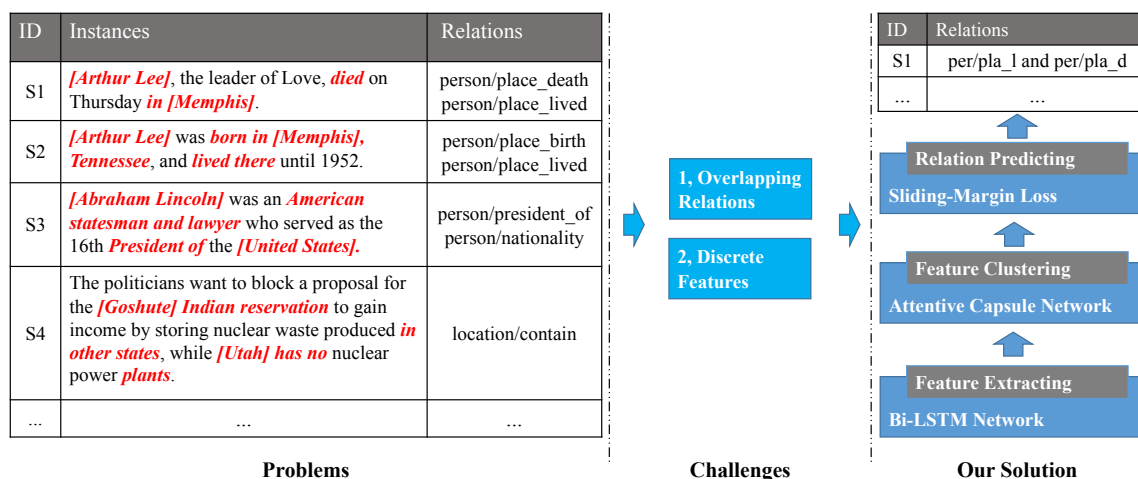 ID Instances Relations
S1 [Arthur Lee], the leader of Love, died on Thursday in [Memphis]. person/place_death person/place_lived
S2 [Arthur Lee] was born in [Memphis], Tennessee, and lived there until 1952. person/place_birth person/place_lived
S3 [Abraham Lincoln] was an American statesman and lawyer who served as the 16th President of the [United States]. person/president_of person/nationality
S4 The politicians want to block a proposal for the [Goshute] Indian reservation to gain income by storing nuclear waste produced in other states, while [Utah] has no nuclear power plants. location/contain
... ... ...
Problems
1, Overlapping
Relations
2, Discrete
Features
Challenges
ID Relations
S1 per/pla_l and per/pla_d
... ...
Relation Predicting
Sliding-Margin Loss
Feature Clustering
Attentive Capsule Network
Feature Extracting
Bi-LSTM Network
Our Solution